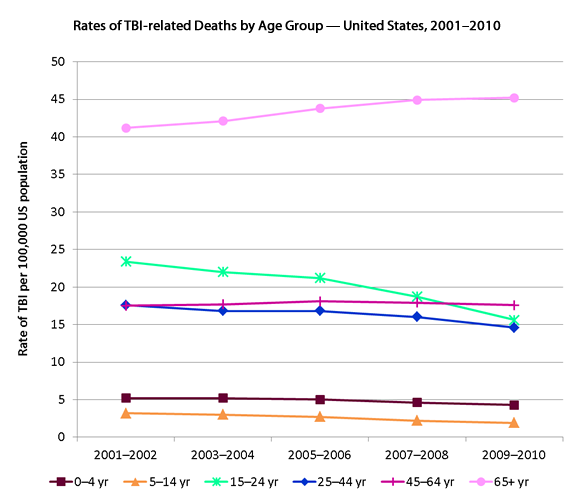 Rates of TBI-related Deaths by Age Group — United States, 2001–2010
Rate of TBI per 100,000 US population
50
45
40
35
30
25
20
15
10
5
0
2001–2002 2003–2004 2005–2006 2007–2008 2009–2010
0–4 yr 5–14 yr 15–24 yr 25–44 yr 45–64 yr 65+ yr